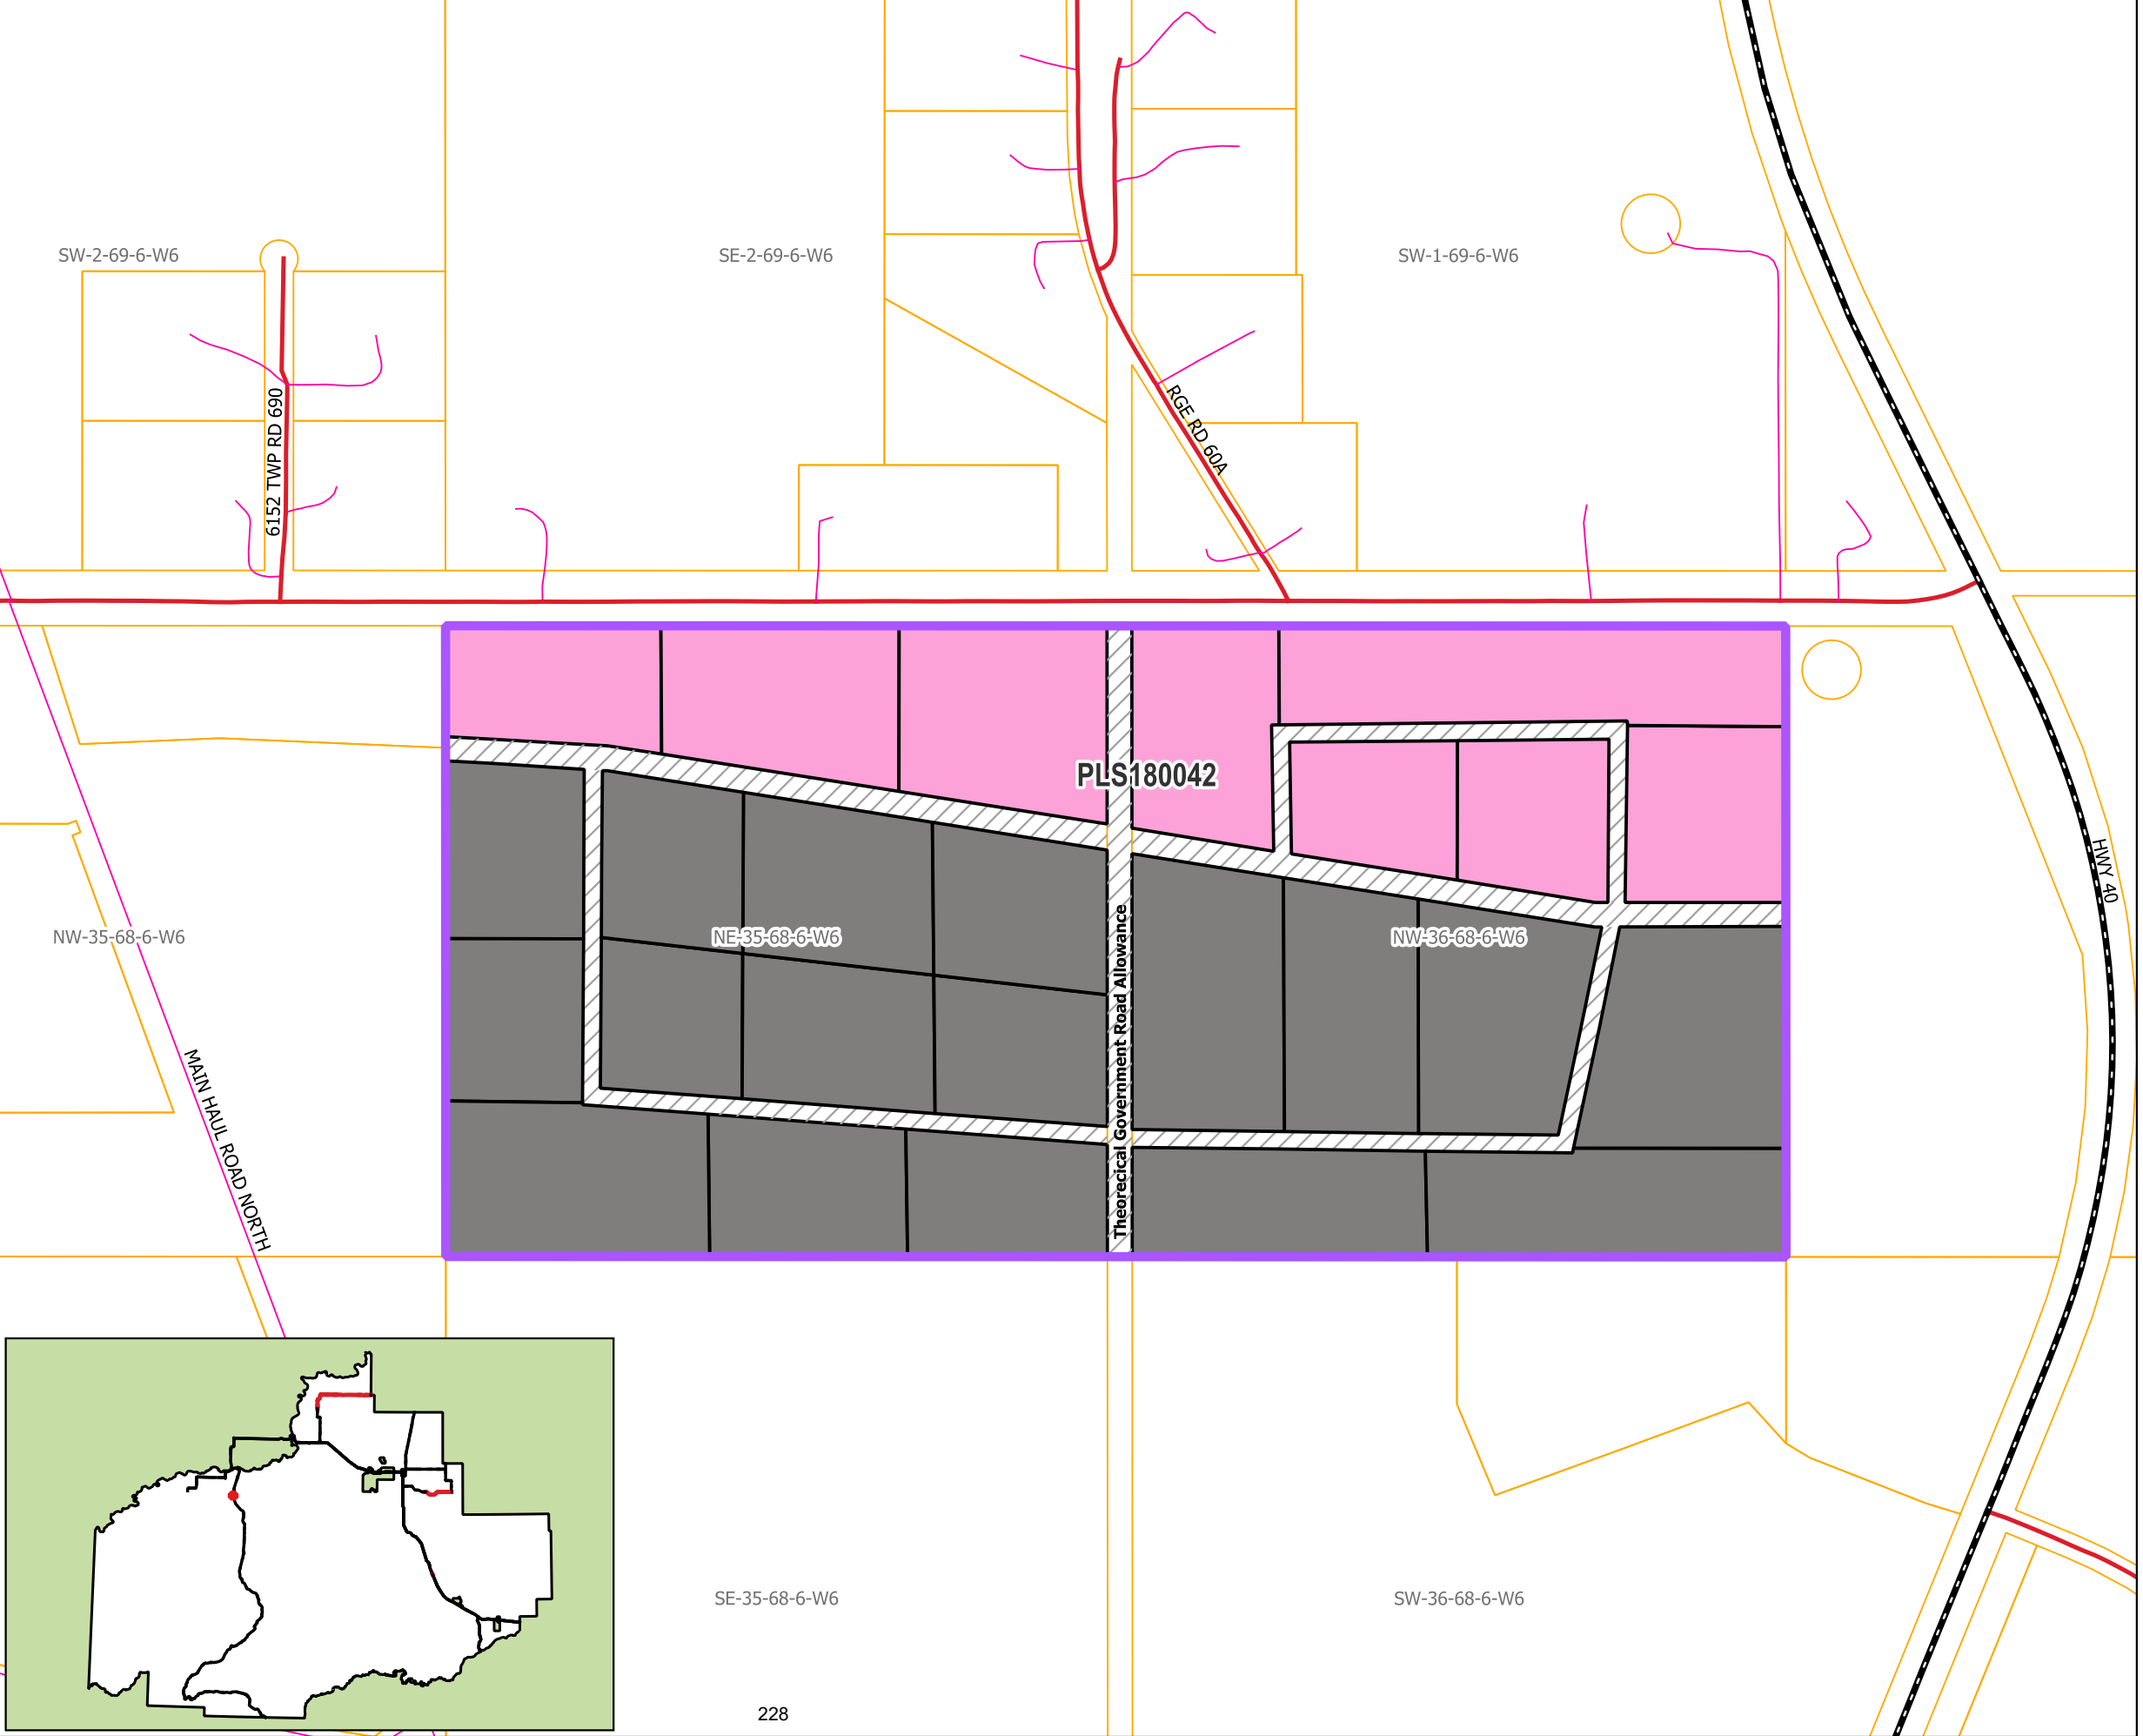 SW-2-69-6-W6
SE-2-69-6-W6
SW-1-69-6-W6
6152 TWP RD 690
RGE RD 60A
PLS180042
HWY 40
NW-35-68-6-W6
NE-35-68-6-W6
NW-36-68-6-W6
Theorecical Government Road Allowance
MAIN HAUL ROAD NORTH
SE-35-68-6-W6
SW-36-68-6-W6
228